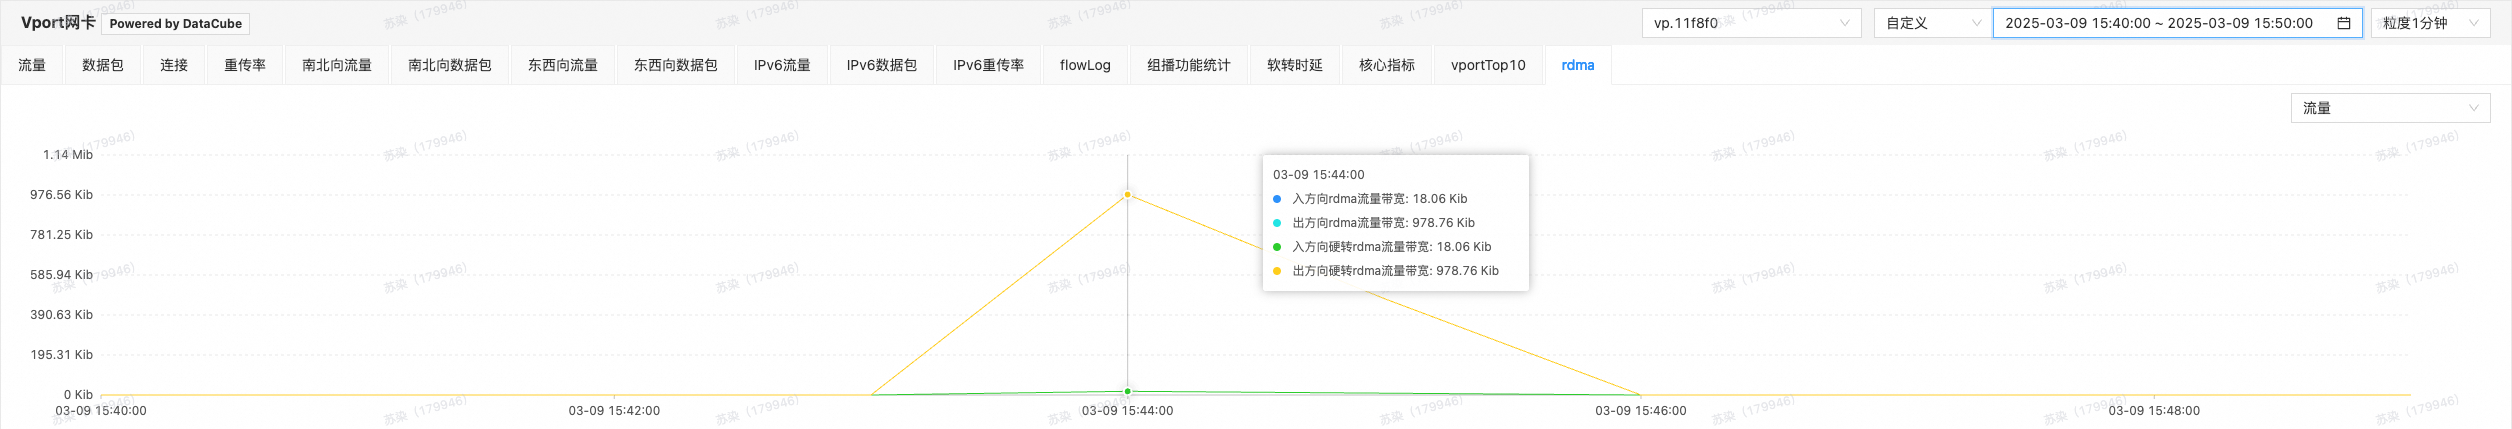 Vport网卡 Powered by DataCube vp.11f8f0 自定义 2025-03-09 15:40:00 ~ 2025-03-09 15:50:00 粒度1分钟
流量 数据包 连接 重传率 南北向流量 南北向数据包 东西向流量 东西向数据包 IPv6流量 IPv6数据包 IPv6重传率 flowLog 组播功能统计 软转时延 核心指标 vportTop10 rdma
流量
1.14 Mib
976.56 Kib
781.25 Kib
585.94 Kib
390.63 Kib
195.31 Kib
0 Kib
03-09 15:44:00
入方向rdma流量带宽: 18.06 Kib
出方向rdma流量带宽: 978.76 Kib
入方向硬转rdma流量带宽: 18.06 Kib
出方向硬转rdma流量带宽: 978.76 Kib
03-09 15:40:00 03-09 15:42:00 03-09 15:44:00 03-09 15:46:00 03-09 15:48:00
苏染（179946）